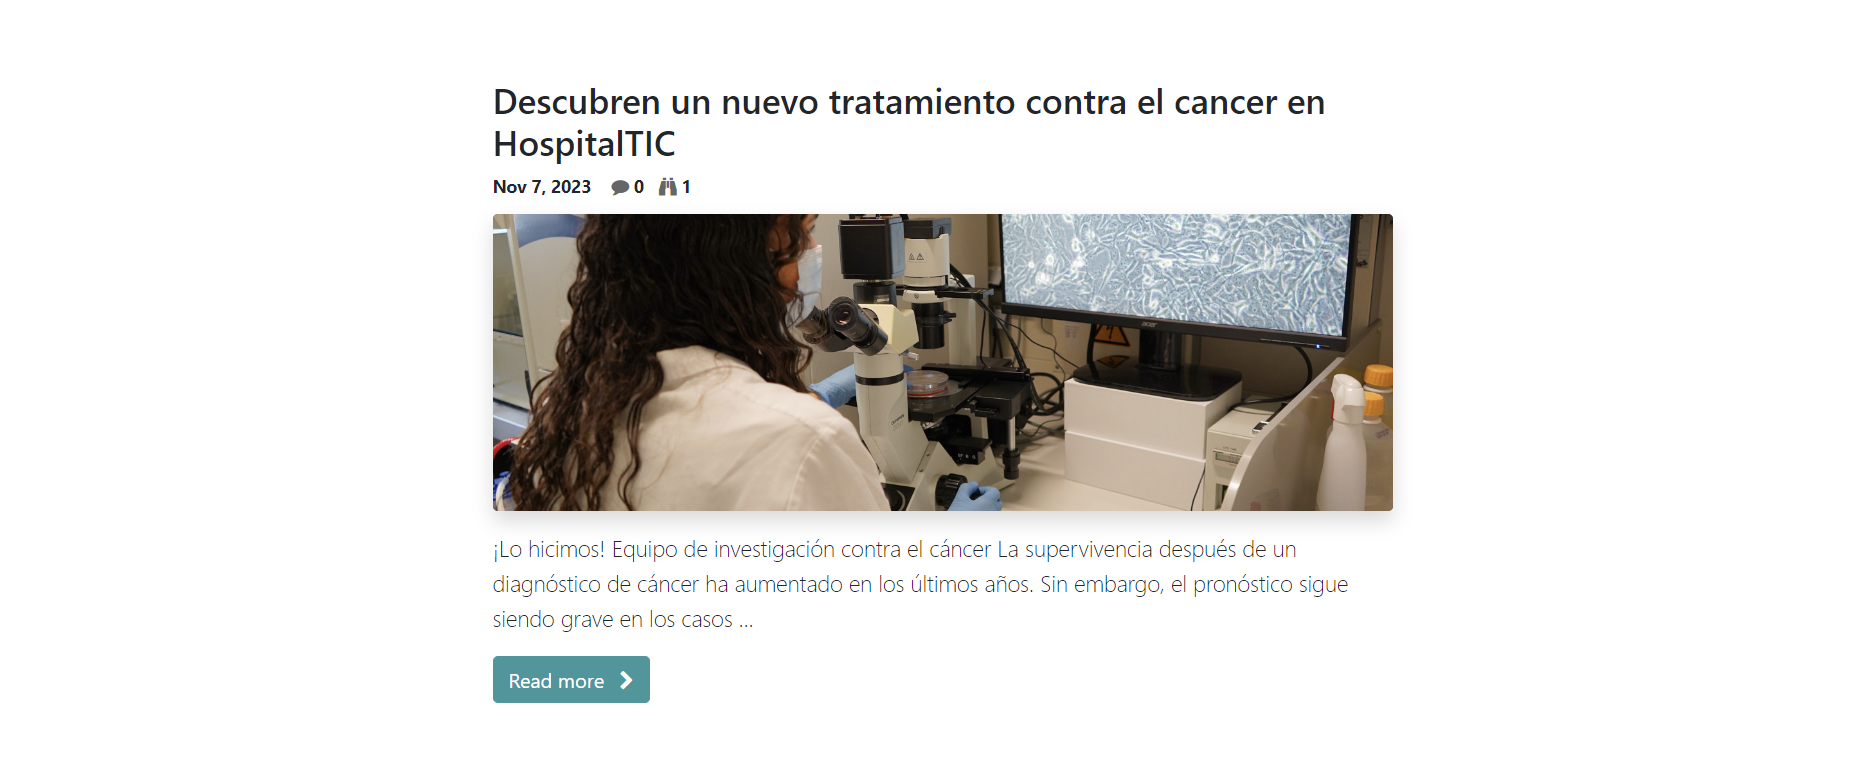 Descubren un nuevo tratamiento contra el cancer en
HospitalTIC
Nov 7, 2023 0 1
acer
¡Lo hicimos! Equipo de investigación contra el cáncer La supervivencia después de un
diagnóstico de cáncer ha aumentado en los últimos años. Sin embargo, el pronóstico sigue
siendo grave en los casos ...
Read more